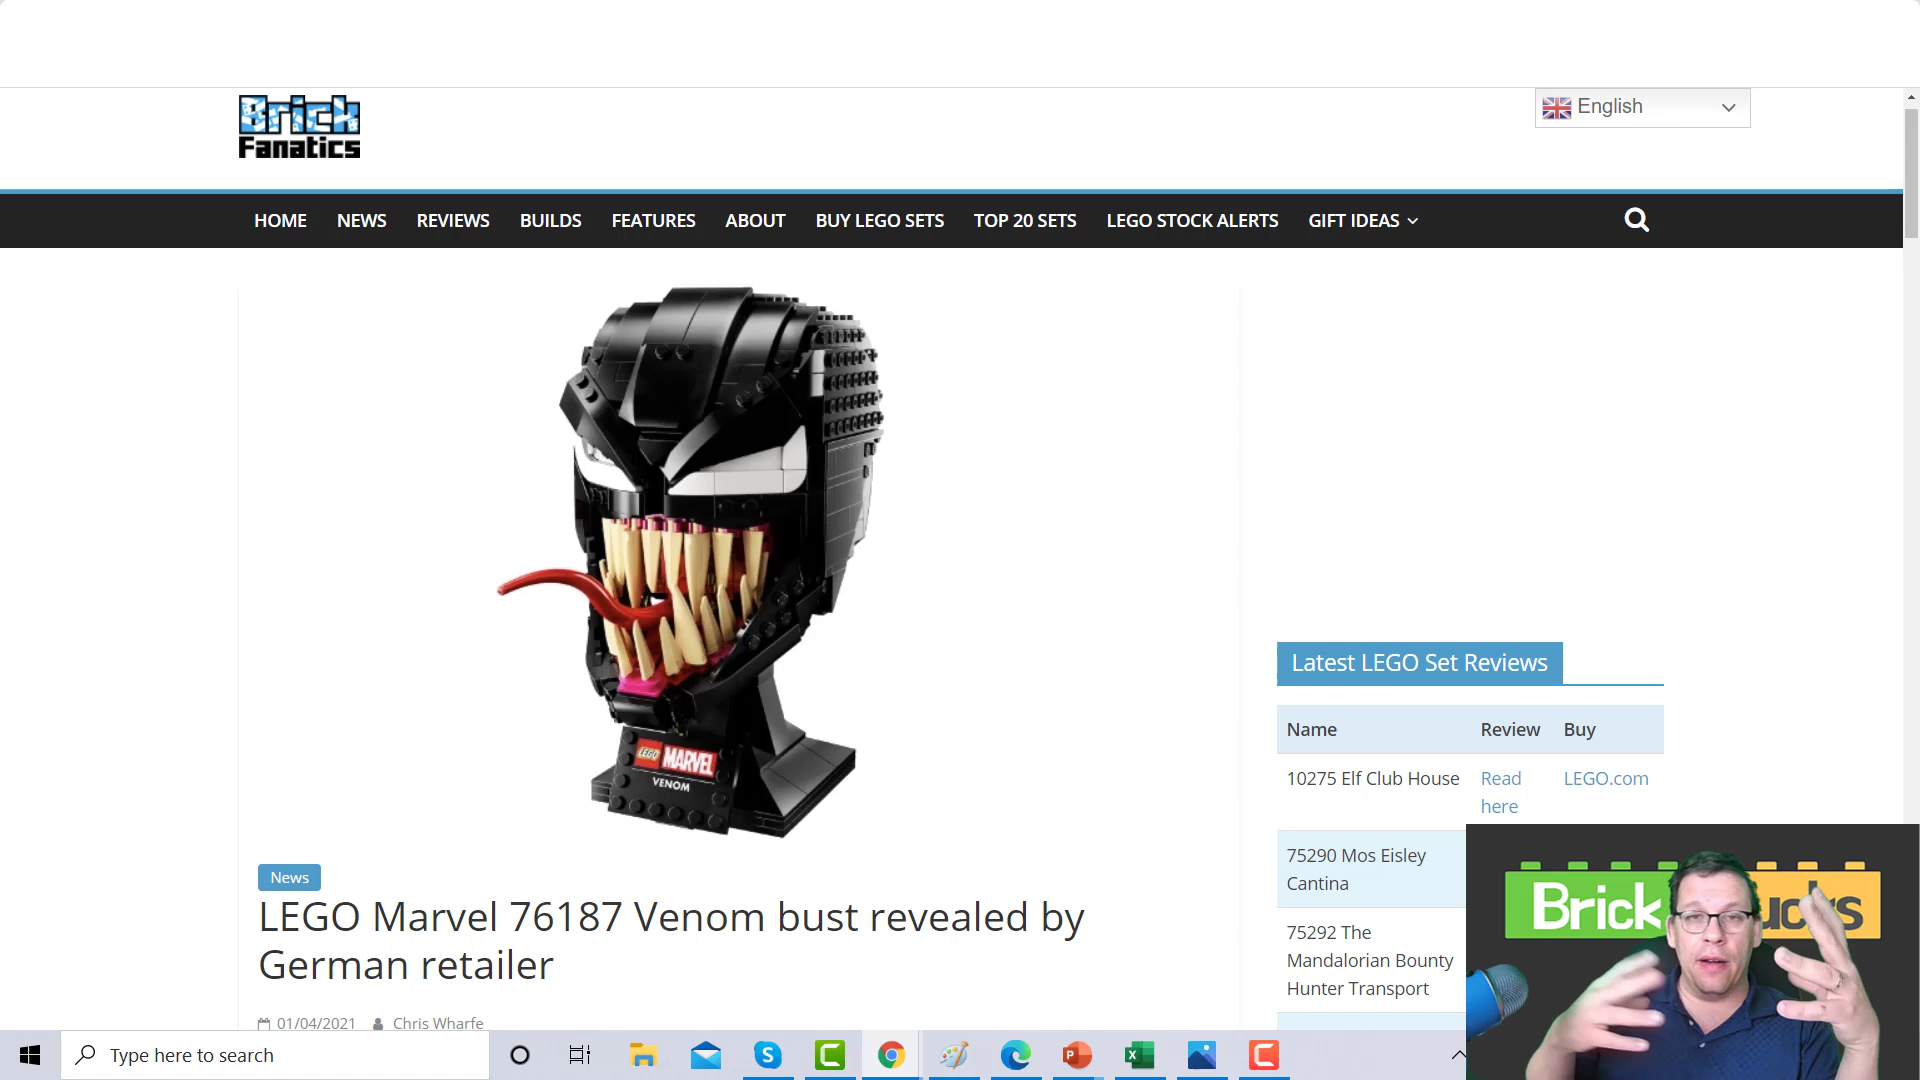 Brick
Fanatics
English
HOME NEWS REVIEWS BUILDS FEATURES ABOUT BUY LEGO SETS TOP 20 SETS LEGO STOCK ALERTS GIFT IDEAS
LEGO MARVEL
VENOM
News
LEGO Marvel 76187 Venom bust revealed by
German retailer
01/04/2021 Chris Wharfe
Latest LEGO Set Reviews
Name Review Buy
10275 Elf Club House Read here LEGO.com
75290 Mos Eisley
Cantina
75292 The
Mandalorian Bounty
Hunter Transport
Brick
Type here to search